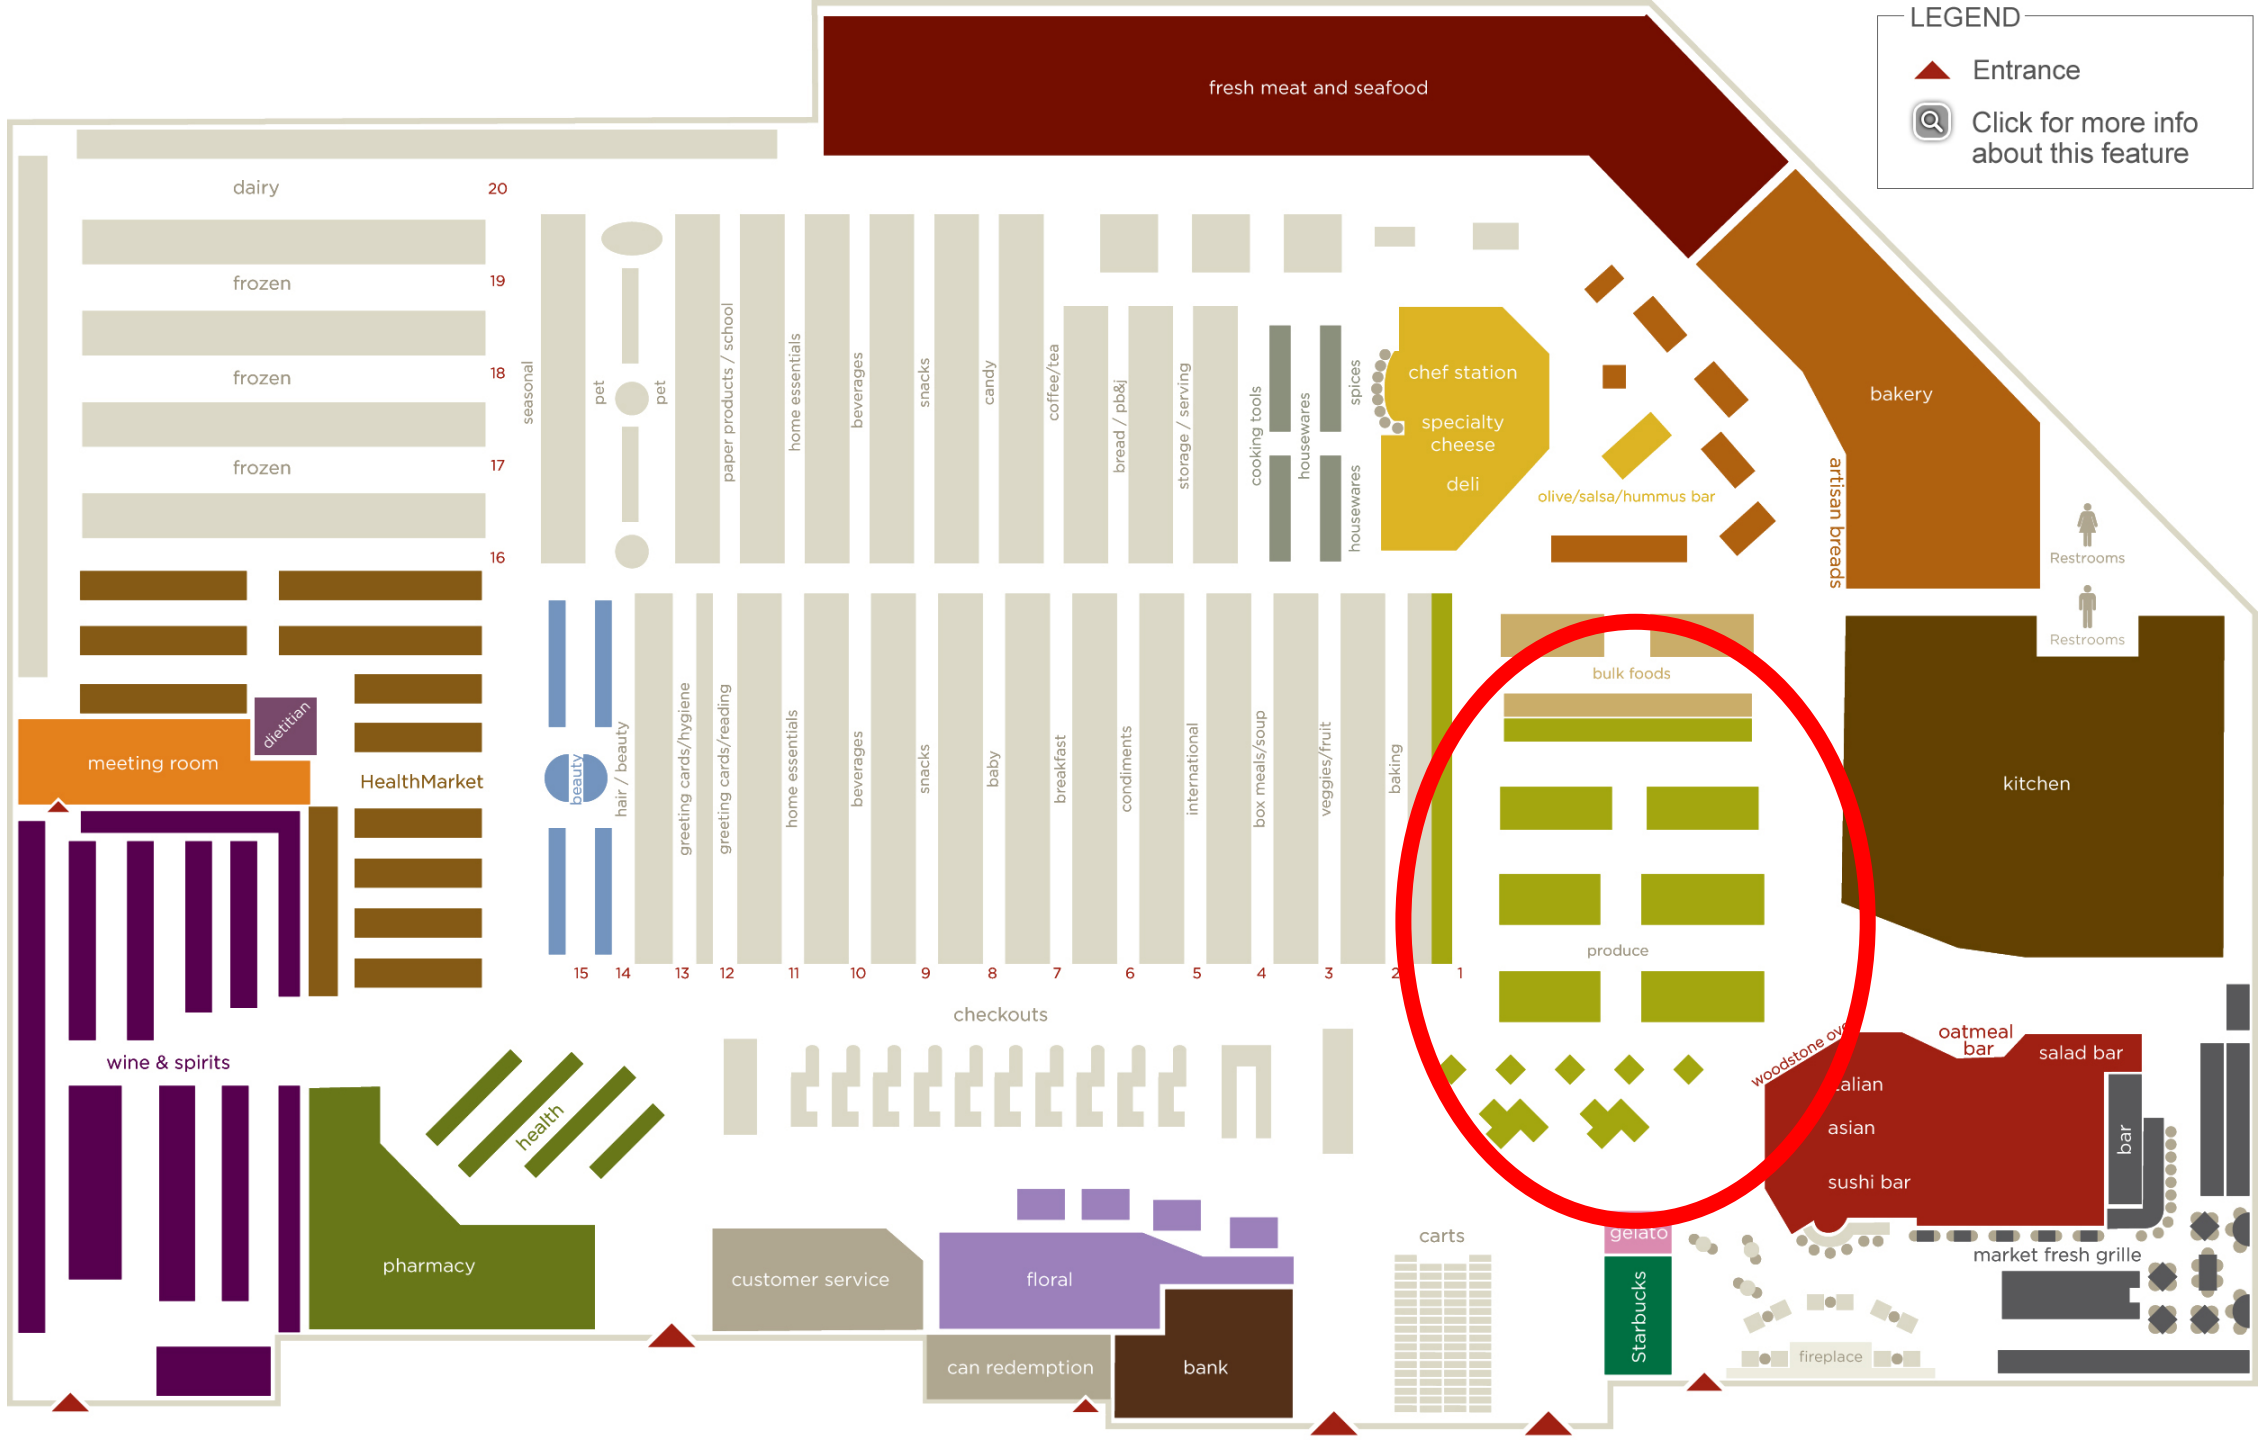 LEGEND
Entrance
Click for more info
about this feature
fresh meat and seafood
dairy
20
frozen
19
frozen
18
frozen
17
16
seasonal
pet
pet
paper products / school
home essentials
beverages
snacks
candy
coffee/tea
bread / pb&j
storage / serving
cooking tools
housewares
spices
housewares
chef station
specialty
cheese
deli
olive/salsa/hummus bar
bakery
artisan breads
Restrooms
Restrooms
bulk foods
kitchen
meeting room
dietitian
HealthMarket
beauty
hair / beauty
greeting cards/hygiene
greeting cards/reading
home essentials
beverages
snacks
baby
breakfast
condiments
international
box meals/soup
veggies/fruit
baking
produce
15
14
13
12
11
10
9
8
7
6
5
4
3
2
1
checkouts
wine & spirits
health
woodstone
oatmeal
bar
salad bar
asian
sushi bar
bar
pharmacy
customer service
floral
carts
gelato
Starbucks
market fresh grille
can redemption
bank
fireplace